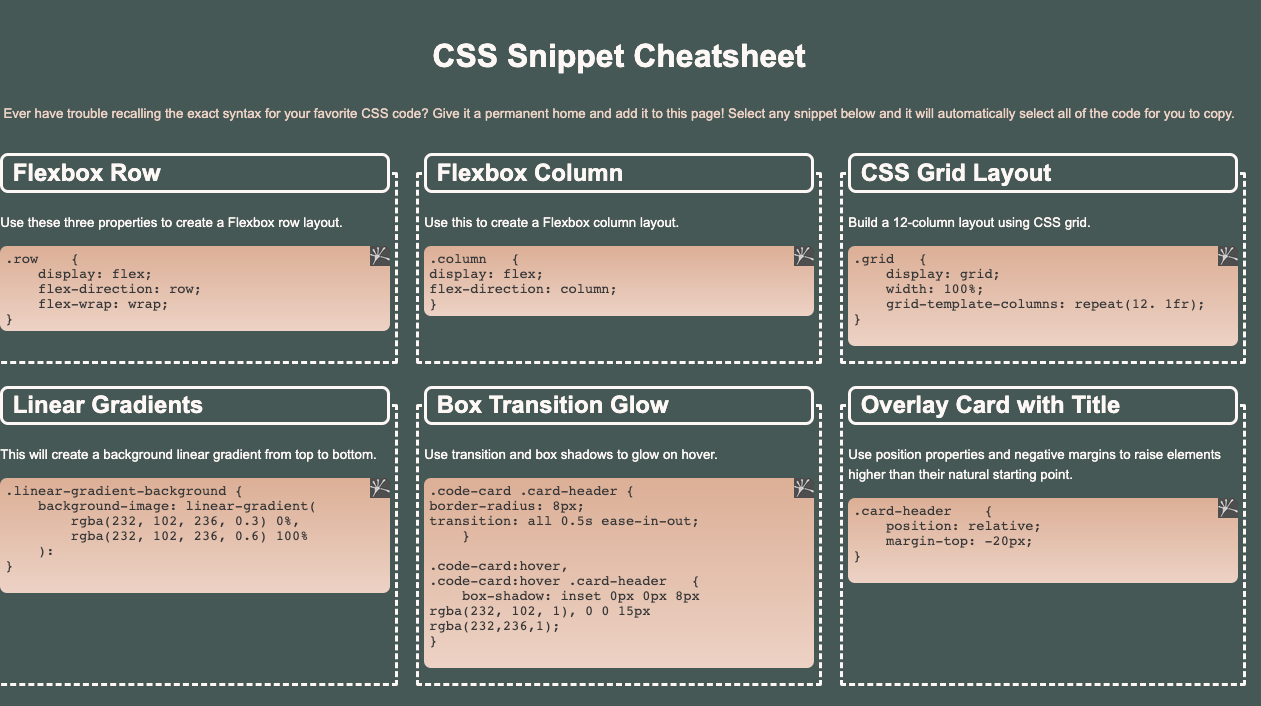 CSS Snippet Cheatsheet
Ever have trouble recalling the exact syntax for your favorite CSS code? Give it a permanent home and add it to this page! Select any snippet below and it will automatically select all of the code for you to copy.
Flexbox Row
Use these three properties to create a Flexbox row layout.
.row    {
    display: flex;
    flex-direction: row;
    flex-wrap: wrap;
}
Flexbox Column
Use this to create a Flexbox column layout.
.column   {
display: flex;
flex-direction: column;
}
CSS Grid Layout
Build a 12-column layout using CSS grid.
.grid   {
    display: grid;
    width: 100%;
    grid-template-columns: repeat(12. 1fr);
}
Linear Gradients
This will create a background linear gradient from top to bottom.
.linear-gradient-background {
    background-image: linear-gradient(
        rgba(232, 102, 236, 0.3) 0%,
        rgba(232, 102, 236, 0.6) 100%
    ):
}
Box Transition Glow
Use transition and box shadows to glow on hover.
.code-card .card-header {
border-radius: 8px;
transition: all 0.5s ease-in-out;
    }
.code-card:hover,
.code-card:hover .card-header   {
    box-shadow: inset 0px 0px 8px
rgba(232, 102, 1), 0 0 15px
rgba(232,236,1);
}
Overlay Card with Title
Use position properties and negative margins to raise elements
higher than their natural starting point.
.card-header    {
    position: relative;
    margin-top: -20px;
}